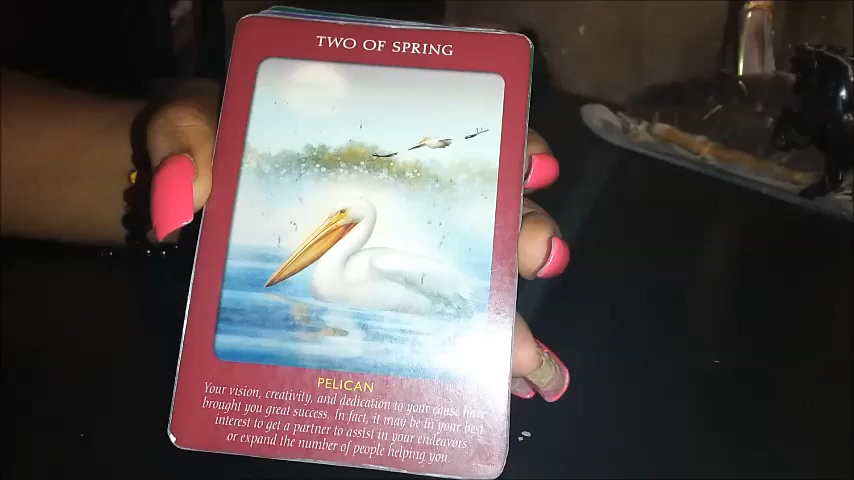 TWO OF SPRING
PELICAN
Your vision, creativity, and dedication to your cause have
brought you great success. In fact, it may be in your best
interest to get a partner to assist in your endeavors
or expand the number of people helping you.